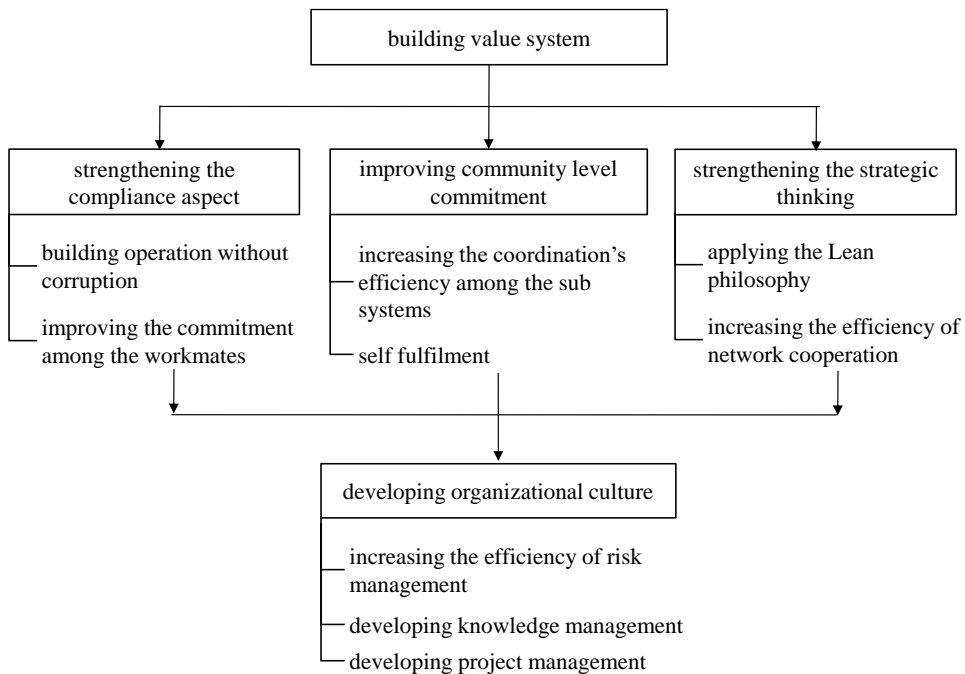 building value system
strengthening the
compliance aspect
building operation without
corruption
improving the commitment
among the workmates
improving community level
commitment
increasing the coordination's
efficiency among the sub
systems
self fulfilment
strengthening the strategic
thinking
applying the Lean
philosophy
increasing the efficiency of
network cooperation
developing organizational culture
increasing the efficiency of risk
management
developing knowledge management
developing project management